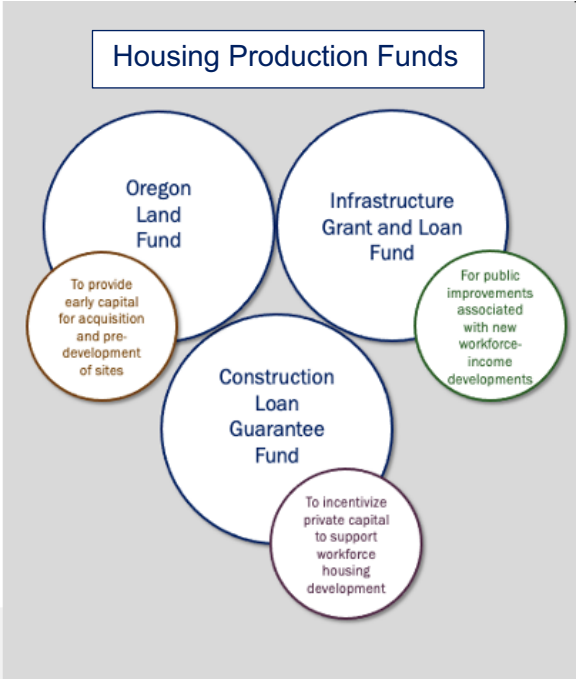 Housing Production Funds
Oregon
Land
Fund
To provide
early capital
for acquisition
and pre-
development
of sites
Infrastructure
Grant and Loan
Fund
For public
improvements
associated
with new
workforce-
income
developments
Construction
Loan
Guarantee
Fund
To incentivize
private capital
to support
workforce
housing
development